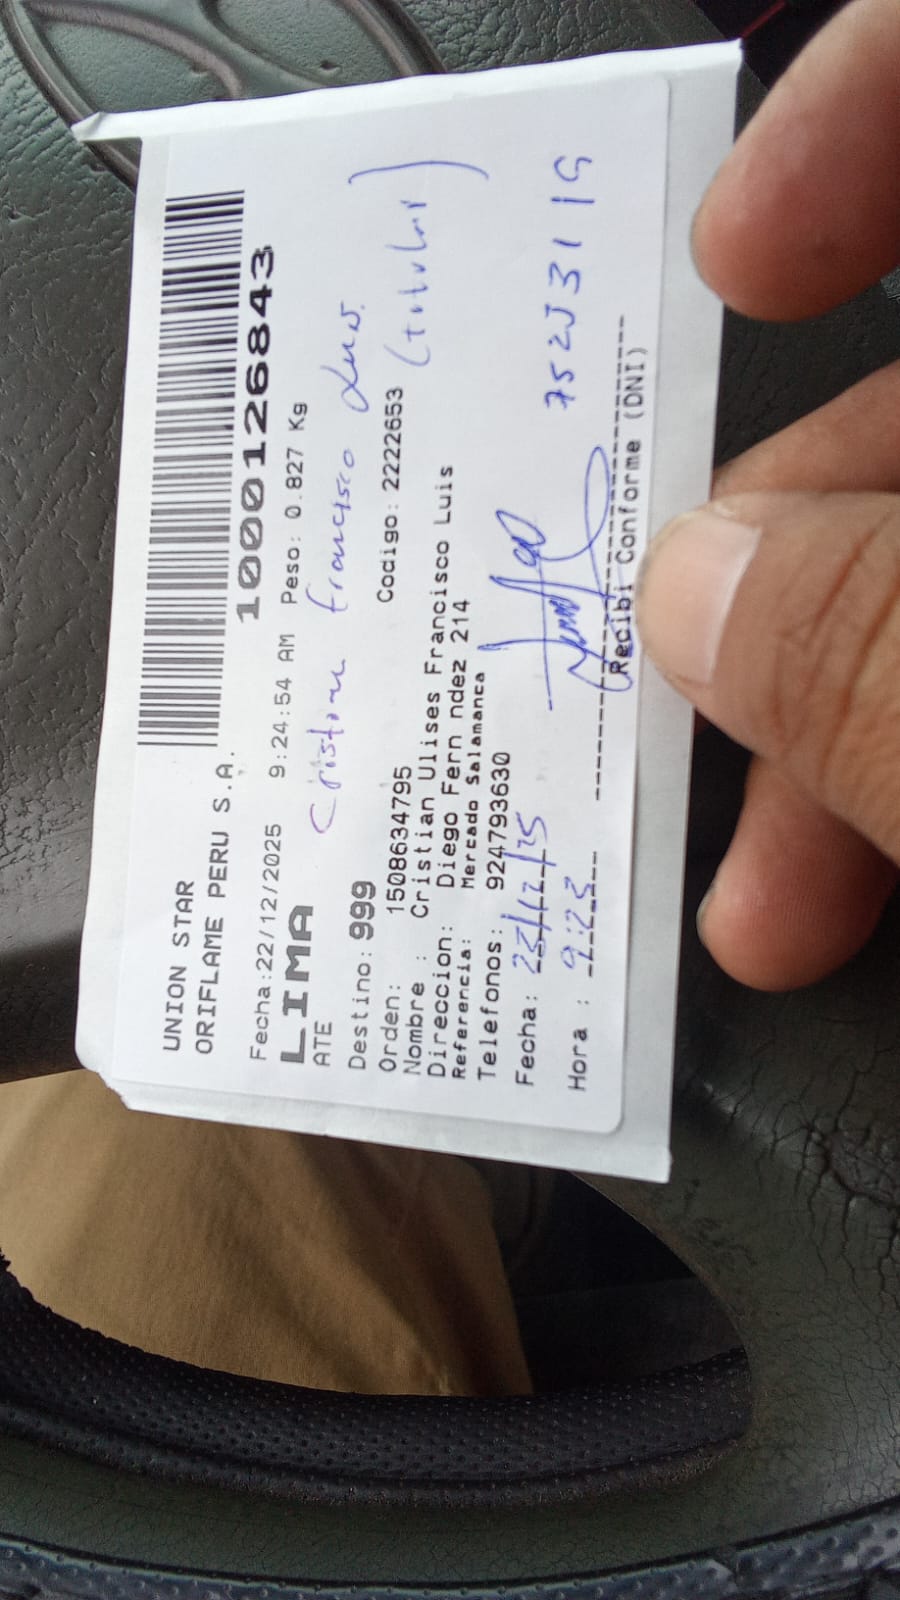 UNION STAR
ORIFLAME PERU S.A.
1000126843
Fecha:22/12/2025 9:24:54 AM Peso: 0.827 Kg
LIMA
ATE
Cristian Francisco Luis.
Destino: 999
Orden: 1508634795 Codigo: 2222653
(titular)
Nombre : Cristian Ulises Francisco Luis
Direccion: Diego Fern ndez 214
Referencia: Mercado Salamanca
Telefonos: 924793630
Fecha: 23/12/25
Hora : 9:23
Recibi Conforme (DNI)